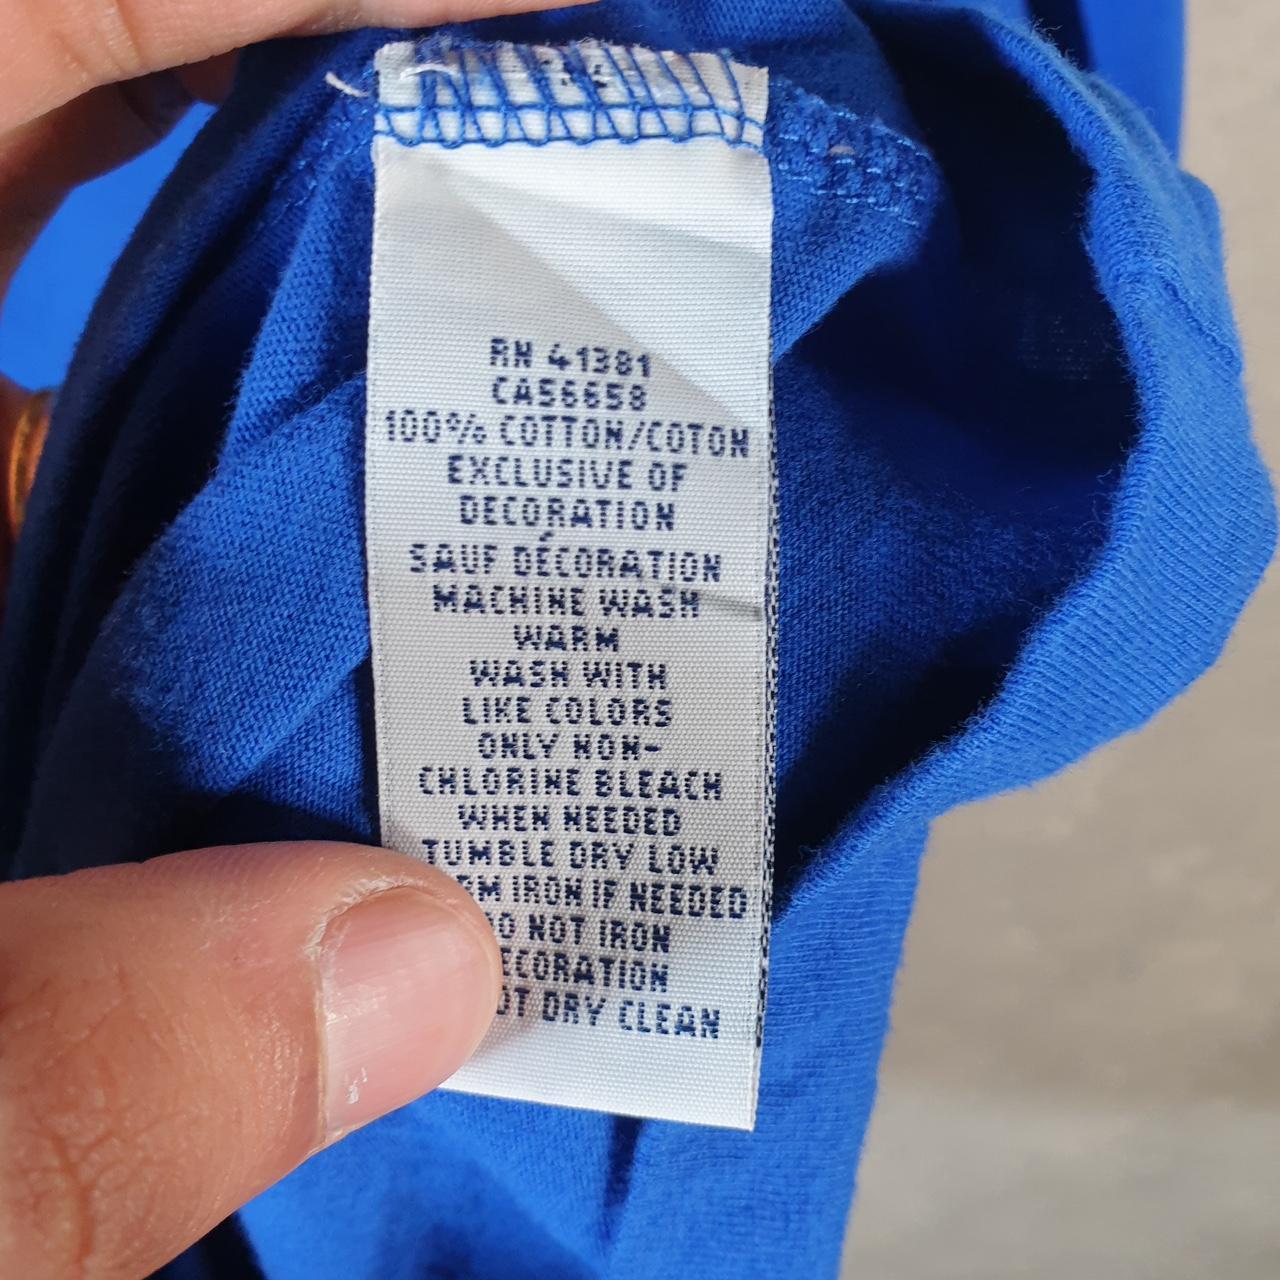 RN 41381
CA56658
100% COTTON/COTON
EXCLUSIVE OF
DECORATION
SAUF DÉCORATION
MACHINE WASH
WARM
WASH WITH
LIKE COLORS
ONLY NON-
CHLORINE BLEACH
WHEN NEEDED
TUMBLE DRY LOW
IRON IF NEEDED
NOT IRON
DRY CLEAN